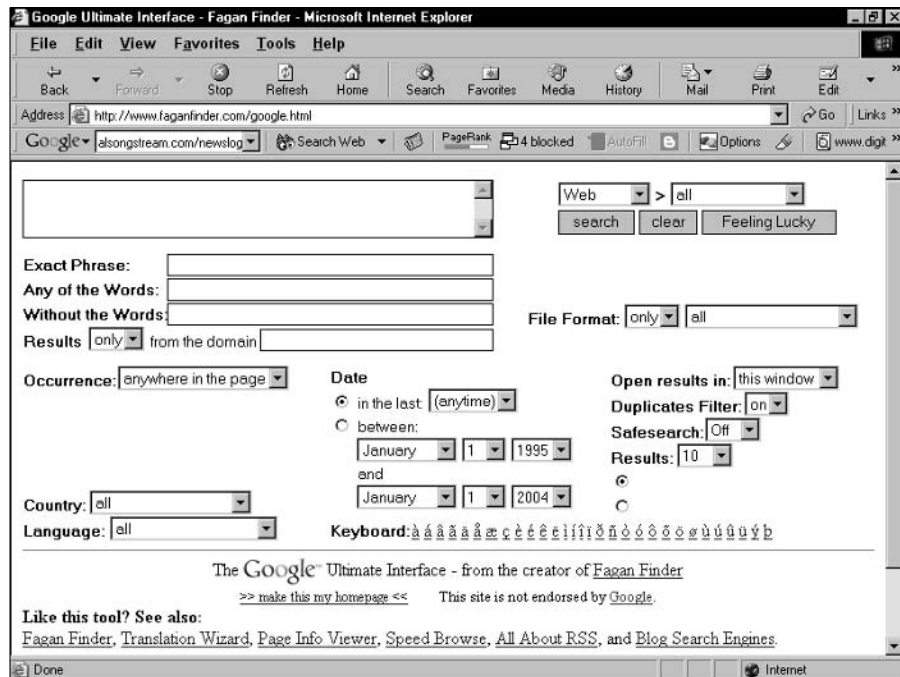 Google Ultimate Interface - Fagan Finder - Microsoft Internet Explorer
File Edit View Favorites Tools Help
Back Forward Stop Refresh Home Search Favorites Media History Mail Print Edit
Address http://www.faganfinder.com/google.html Go Links »
Google alsongstream.com/newslog Search Web PageRank 4 blocked AutoFill Options www.digit »
Web > all
search clear Feeling Lucky
Exact Phrase:
Any of the Words:
Without the Words:
File Format: only all
Results only from the domain
Occurrence: anywhere in the page Date Open results in: this window
in the last: (anytime) Duplicates Filter: on
between: Safesearch: Off
January 1 1995 Results: 10
and
Country: all January 1 2004
Language: all Keyboard: à á â ã ä å æ ç è é ê ë ì í î ï ð ñ ò ó ô õ ö ø ù ú û ü ý þ
The Google Ultimate Interface - from the creator of Fagan Finder
>> make this my homepage << This site is not endorsed by Google.
Like this tool? See also:
Fagan Finder, Translation Wizard, Page Info Viewer, Speed Browse, All About RSS, and Blog Search Engines.
Done Internet